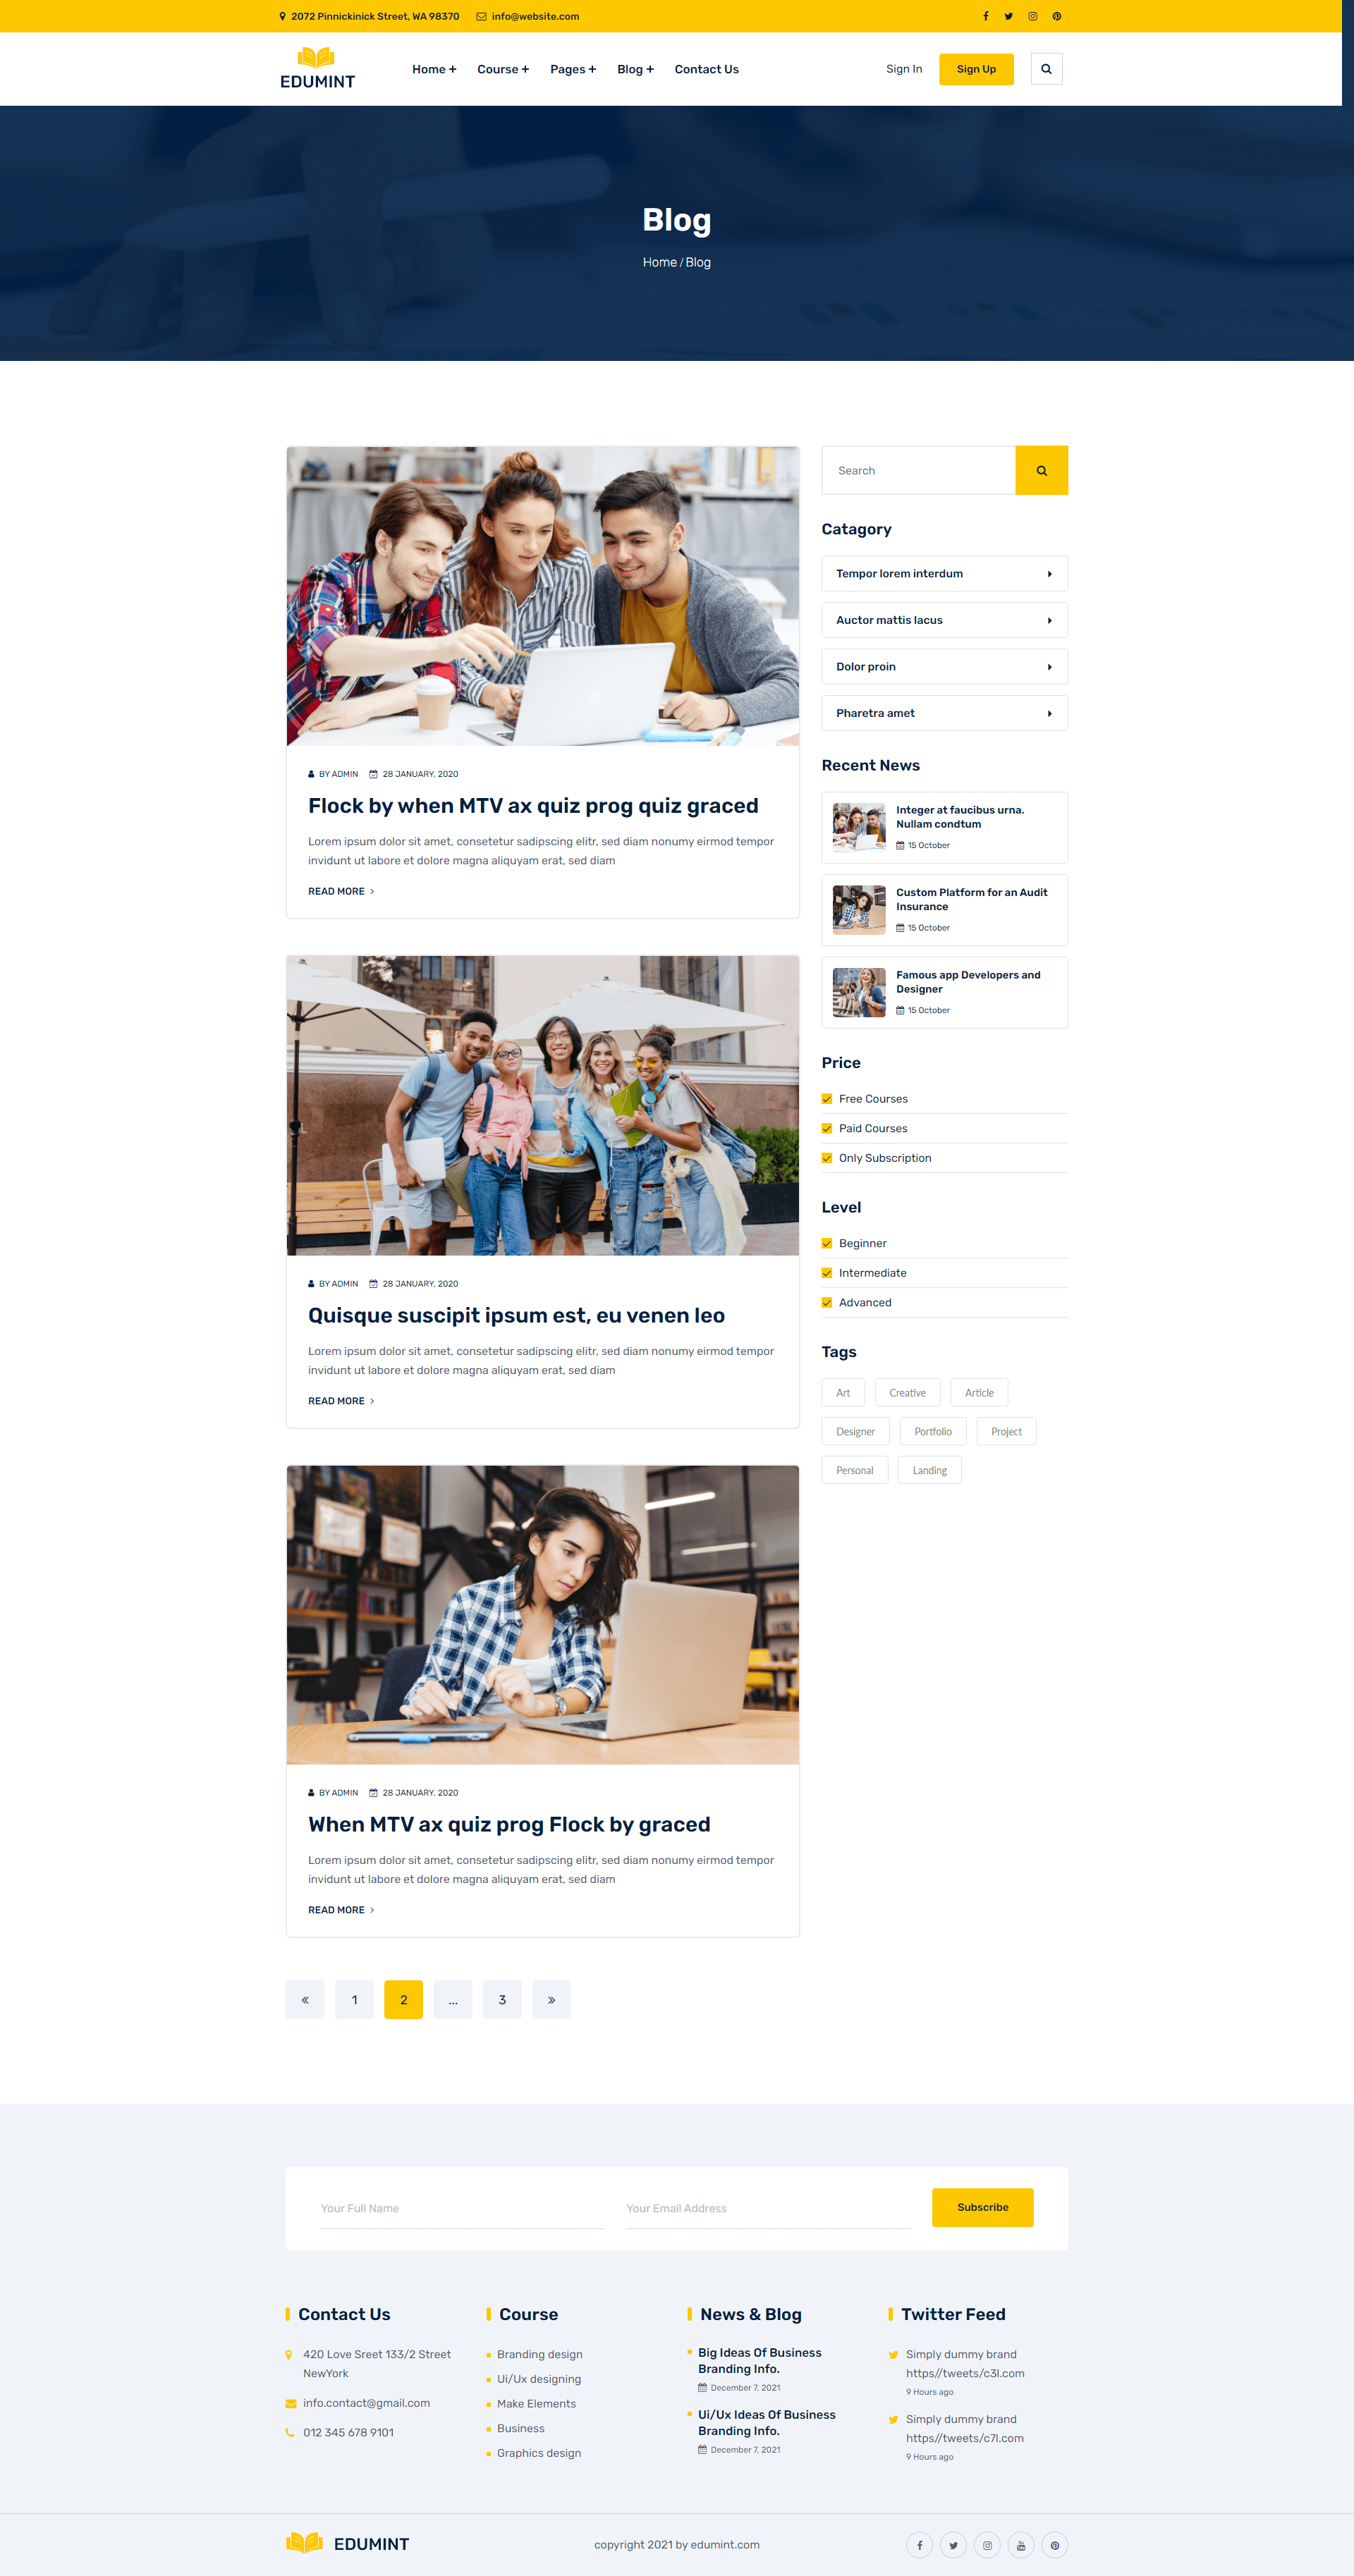 2072 Pinnickinick Street, WA 98370 info@website.com
EDUMINT
Home + Course + Pages + Blog + Contact Us
Sign In Sign Up
Blog
Home / Blog
BY ADMIN 28 JANUARY, 2020
Flock by when MTV ax quiz prog quiz graced
Lorem ipsum dolor sit amet, consetetur sadipscing elitr, sed diam nonumy eirmod tempor
invidunt ut labore et dolore magna aliquyam erat, sed diam
READ MORE >
BY ADMIN 28 JANUARY, 2020
Quisque suscipit ipsum est, eu venen leo
Lorem ipsum dolor sit amet, consetetur sadipscing elitr, sed diam nonumy eirmod tempor
invidunt ut labore et dolore magna aliquyam erat, sed diam
READ MORE >
BY ADMIN 28 JANUARY, 2020
When MTV ax quiz prog Flock by graced
Lorem ipsum dolor sit amet, consetetur sadipscing elitr, sed diam nonumy eirmod tempor
invidunt ut labore et dolore magna aliquyam erat, sed diam
READ MORE >
« 1 2 ... 3 »
Search
Catagory
Tempor lorem interdum
Auctor mattis lacus
Dolor proin
Pharetra amet
Recent News
Integer at faucibus urna.
Nullam condtum
15 October
Custom Platform for an Audit
Insurance
15 October
Famous app Developers and
Designer
15 October
Price
Free Courses
Paid Courses
Only Subscription
Level
Beginner
Intermediate
Advanced
Tags
Art Creative Article
Designer Portfolio Project
Personal Landing
Your Full Name Your Email Address Subscribe
Contact Us
420 Love Sreet 133/2 Street
NewYork
info.contact@gmail.com
012 345 678 9101
Course
Branding design
Ui/Ux designing
Make Elements
Business
Graphics design
News & Blog
Big Ideas Of Business
Branding Info.
December 7, 2021
Ui/Ux Ideas Of Business
Branding Info.
December 7, 2021
Twitter Feed
Simply dummy brand
https//tweets/c3l.com
9 Hours ago
Simply dummy brand
https//tweets/c7l.com
9 Hours ago
EDUMINT
copyright 2021 by edumint.com